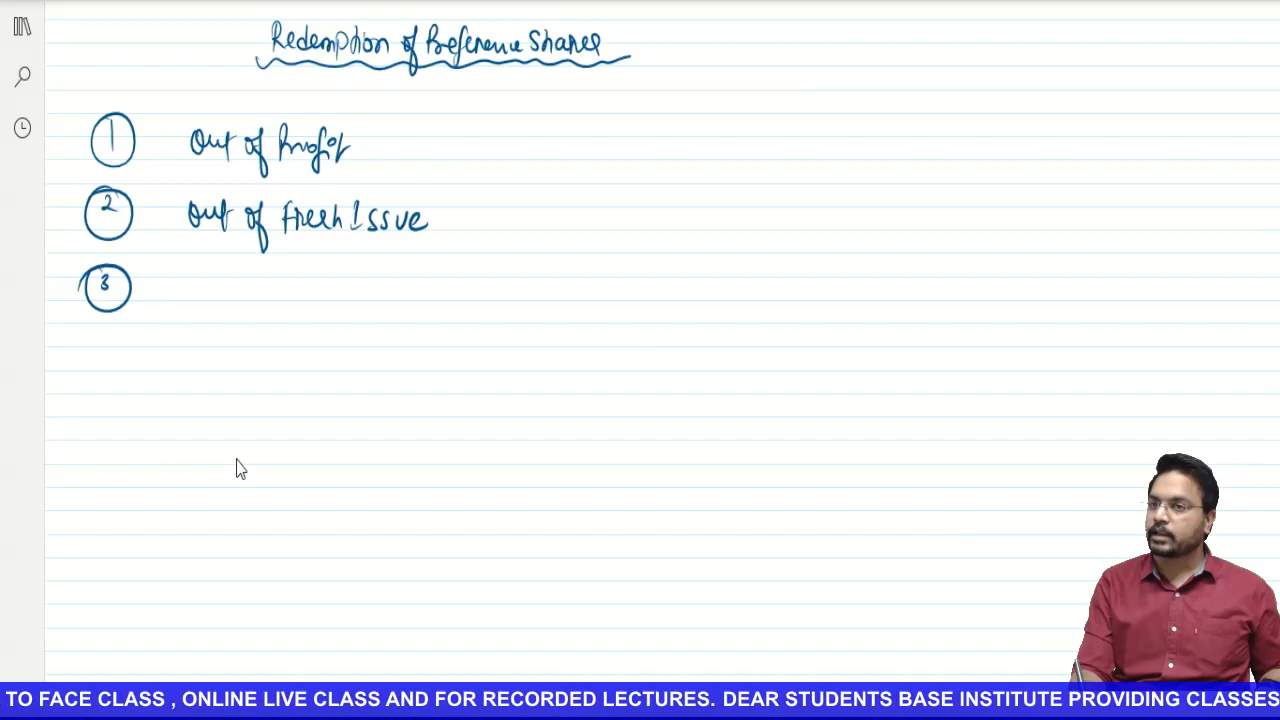 Redemption of Preference Shares
1 Out of Profit
2 Out of Fresh Issue
3
TO FACE CLASS , ONLINE LIVE CLASS AND FOR RECORDED LECTURES. DEAR STUDENTS BASE INSTITUTE PROVIDING CLASSES